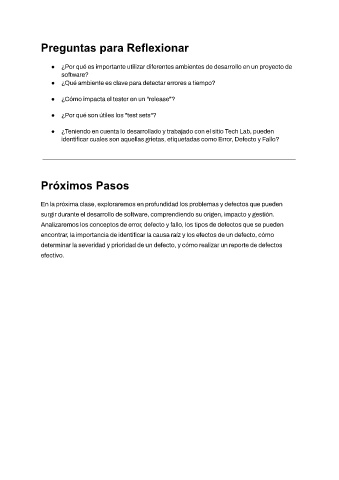 Preguntas para Reflexionar
● ¿Por qué es importante utilizar diferentes ambientes de desarrollo en un proyecto de
software?
● ¿Qué ambiente es clave para detectar errores a tiempo?
● ¿Cómo impacta el tester en un "release"?
● ¿Por qué son útiles los "test sets"?
● ¿Teniendo en cuenta lo desarrollado y trabajado con el sitio Tech Lab, pueden
identificar cuales son aquellas grietas, etiquetadas como Error, Defecto y Fallo?
Próximos Pasos
En la próxima clase, exploraremos en profundidad los problemas y defectos que pueden
surgir durante el desarrollo de software, comprendiendo su origen, impacto y gestión.
Analizaremos los conceptos de error, defecto y fallo, los tipos de defectos que se pueden
encontrar, la importancia de identificar la causa raíz y los efectos de un defecto, cómo
determinar la severidad y prioridad de un defecto, y cómo realizar un reporte de defectos
efectivo.